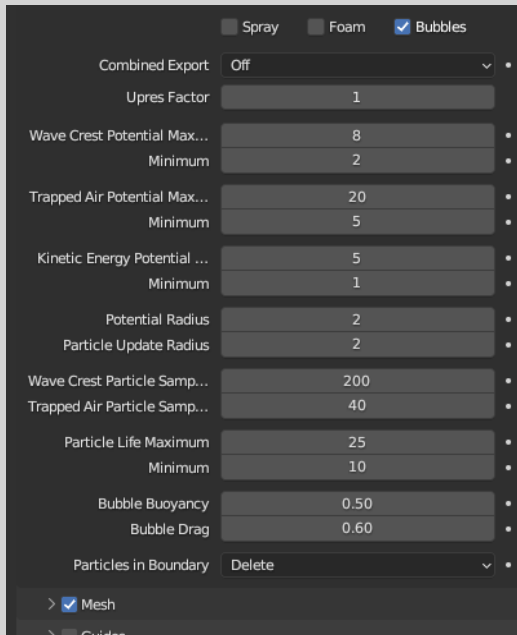 Spray Foam Bubbles
Combined Export Off
Upres Factor 1
Wave Crest Potential Max... 8
Minimum 2
Trapped Air Potential Max... 20
Minimum 5
Kinetic Energy Potential ... 5
Minimum 1
Potential Radius 2
Particle Update Radius 2
Wave Crest Particle Samp... 200
Trapped Air Particle Samp... 40
Particle Life Maximum 25
Minimum 10
Bubble Buoyancy 0.50
Bubble Drag 0.60
Particles in Boundary Delete
Mesh
Guides